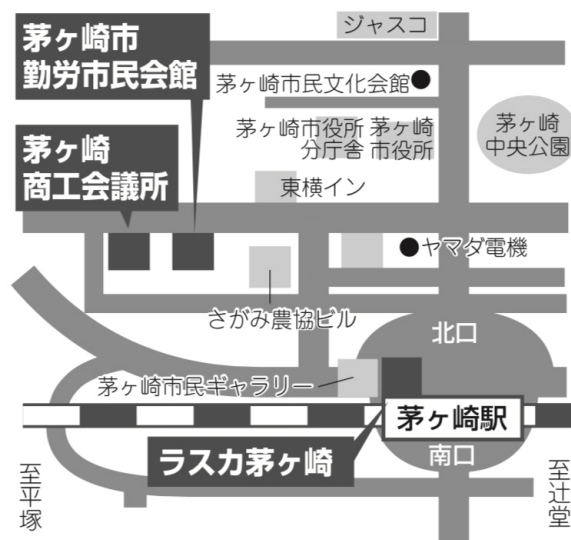 ジャスコ
茅ヶ崎市
勤労市民会館
茅ヶ崎市民文化会館
茅ヶ崎市役所
分庁舎
茅ヶ崎
市役所
茅ヶ崎
中央公園
茅ヶ崎
商工会議所
東横イン
ヤマダ電機
さがみ農協ビル
北口
茅ヶ崎市民ギャラリー
茅ヶ崎駅
ラスカ茅ヶ崎
南口
至平塚
至辻堂